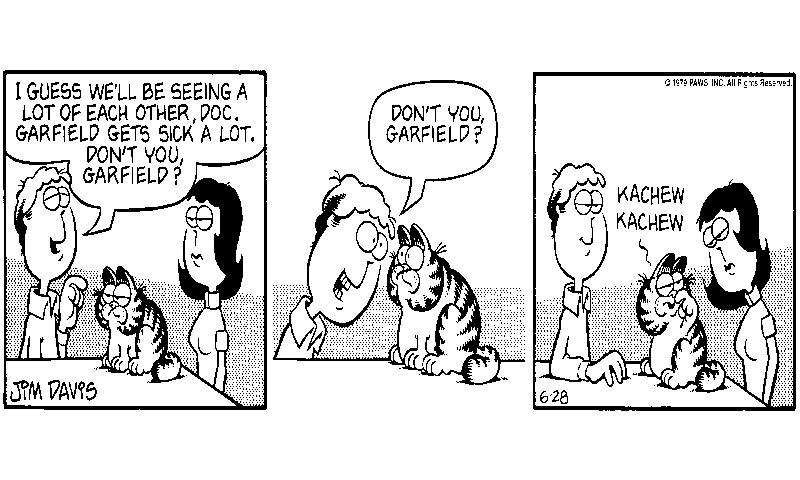 I GUESS WE'LL BE SEEING A
LOT OF EACH OTHER, DOC.
GARFIELD GETS SICK A LOT.
DON'T YOU,
GARFIELD?
JIM DAVIS
DON'T YOU,
GARFIELD?
© 1979 PAWS, INC. All Rights Reserved.
KACHEW
KACHEW
6-28